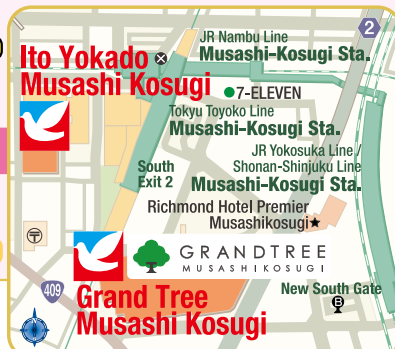 JR Nambu Line
Musashi-Kosugi Sta.
2
Ito Yokado
Musashi Kosugi
7-ELEVEN
Tokyu Toyoko Line
Musashi-Kosugi Sta.
JR Yokosuka Line /
Shonan-Shinjuku Line
Musashi-Kosugi Sta.
South
Exit 2
Richmond Hotel Premier
Musashikosugi★
〒
GRANDTREE
MUSASHIKOSUGI
409
Grand Tree
Musashi Kosugi
New South Gate
B